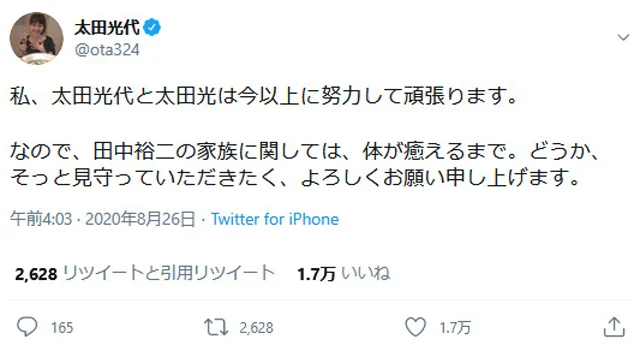 太田光代
@ota324
私、太田光代と太田光は今以上に努力して頑張ります。
なので、田中裕二の家族に関しては、体が癒えるまで。どうか、
そっと見守っていただきたく、よろしくお願い申し上げます。
午前4:03 · 2020年8月26日 · Twitter for iPhone
2,628 リツイートと引用リツイート 1.7万 いいね
165 2,628 1.7万